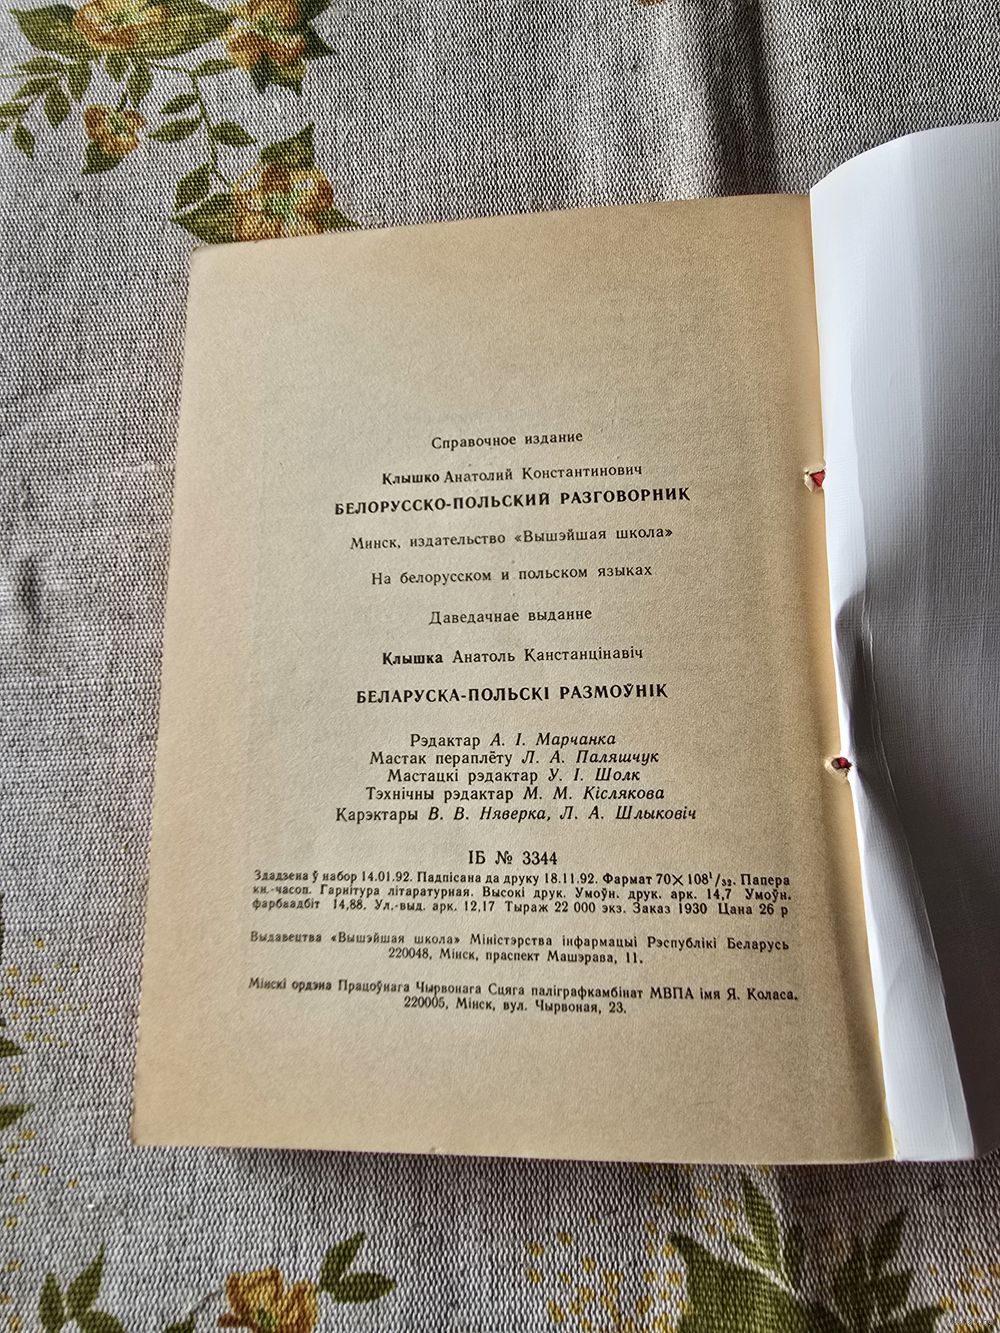 Справочное издание
Клышко Анатолий Константинович
БЕЛОРУССКО-ПОЛЬСКИЙ РАЗГОВОРНИК
Минск, издательство «Вышэйшая школа»
На белорусском и польском языках
Даведачнае выданне
Клышка Анатоль Канстанцінавіч
БЕЛАРУСКА-ПОЛЬСКІ РАЗМОЎНІК
Рэдактар А. І. Марчанка
Мастак пераплёту Л. А. Паляшчук
Мастацкі рэдактар У. І. Шолк
Тэхнічны рэдактар М. М. Кіслякова
Карэктары В. В. Няверка, Л. А. Шлыковіч
ІБ № 3344
Здадзена ў набор 14.01.92. Падпісана да друку 18.11.92. Фармат 70×108¹/₃₂. Папера
кн.-часоп. Гарнітура літаратурная. Высокі друк. Умоўн. друк. арк. 14,7 Умоўн.
фарбаадбіт 14,88. Ул.-выд. арк. 12,17 Тыраж 22 000 экз. Заказ 1930 Цана 26 р
Выдавецтва «Вышэйшая школа» Міністэрства інфармацыі Рэспублікі Беларусь
220048, Мінск, праспект Машэрава, 11.
Мінскі ордэна Працоўнага Чырвонага Сцяга паліграфкамбінат МВПА імя Я. Коласа.
220005, Мінск, вул. Чырвоная, 23.